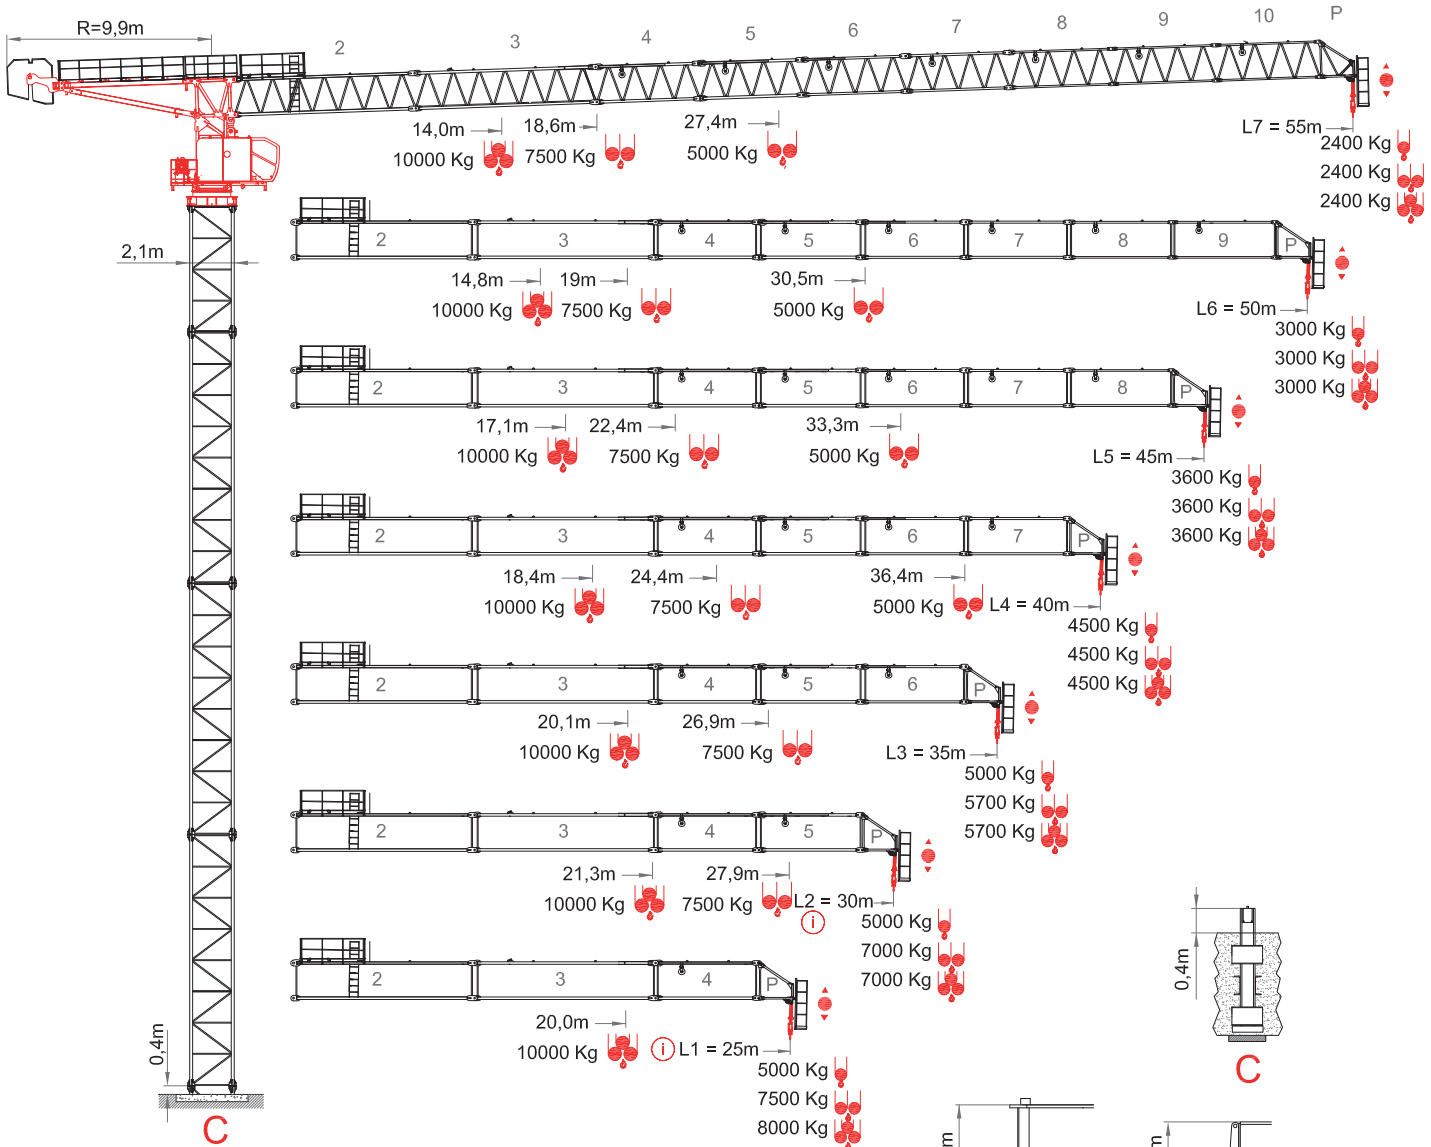 R=9,9m
2 3 4 5 6 7 8 9 10 P
14,0m 18,6m 27,4m
10000 Kg 7500 Kg 5000 Kg
L7 = 55m
2400 Kg
2400 Kg
2400 Kg
2,1m
2 3 4 5 6 7 8 9 P
14,8m 19m 30,5m
10000 Kg 7500 Kg 5000 Kg
L6 = 50m
3000 Kg
3000 Kg
3000 Kg
2 3 4 5 6 7 8 P
17,1m 22,4m 33,3m
10000 Kg 7500 Kg 5000 Kg
L5 = 45m
3600 Kg
3600 Kg
3600 Kg
2 3 4 5 6 7 P
18,4m 24,4m 36,4m
10000 Kg 7500 Kg 5000 Kg
L4 = 40m
4500 Kg
4500 Kg
4500 Kg
2 3 4 5 6 P
20,1m 26,9m
10000 Kg 7500 Kg
L3 = 35m
5000 Kg
5700 Kg
5700 Kg
2 3 4 5 P
21,3m 27,9m
10000 Kg 7500 Kg
L2 = 30m
i
5000 Kg
7000 Kg
7000 Kg
2 3 4 P
20,0m
10000 Kg
i L1 = 25m
5000 Kg
7500 Kg
8000 Kg
0,4m
C
0,4m
C
m
m